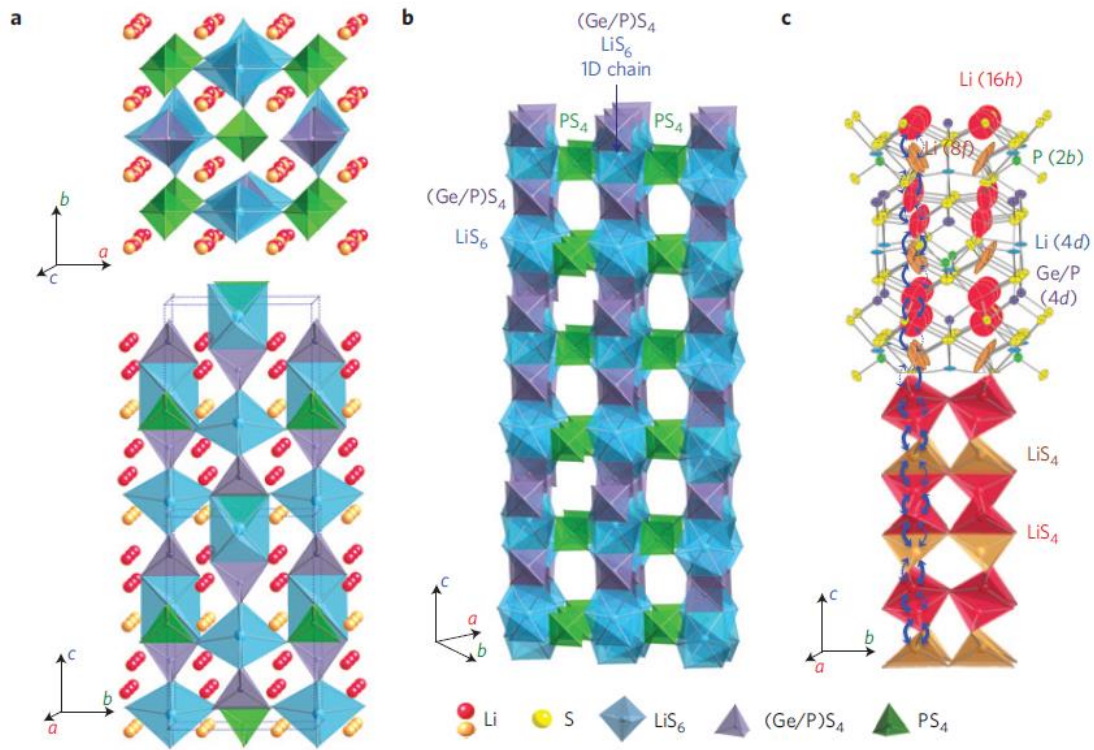 a
b
a
c
c
b
a
b
(Ge/P)S4
LiS6
1D chain
PS4
PS4
(Ge/P)S4
LiS6
c
a
b
c
Li (16h)
Li (8f)
P (2b)
Li (4d)
Ge/P
(4d)
LiS4
LiS4
c
b
a
Li
S
LiS6
(Ge/P)S4
PS4